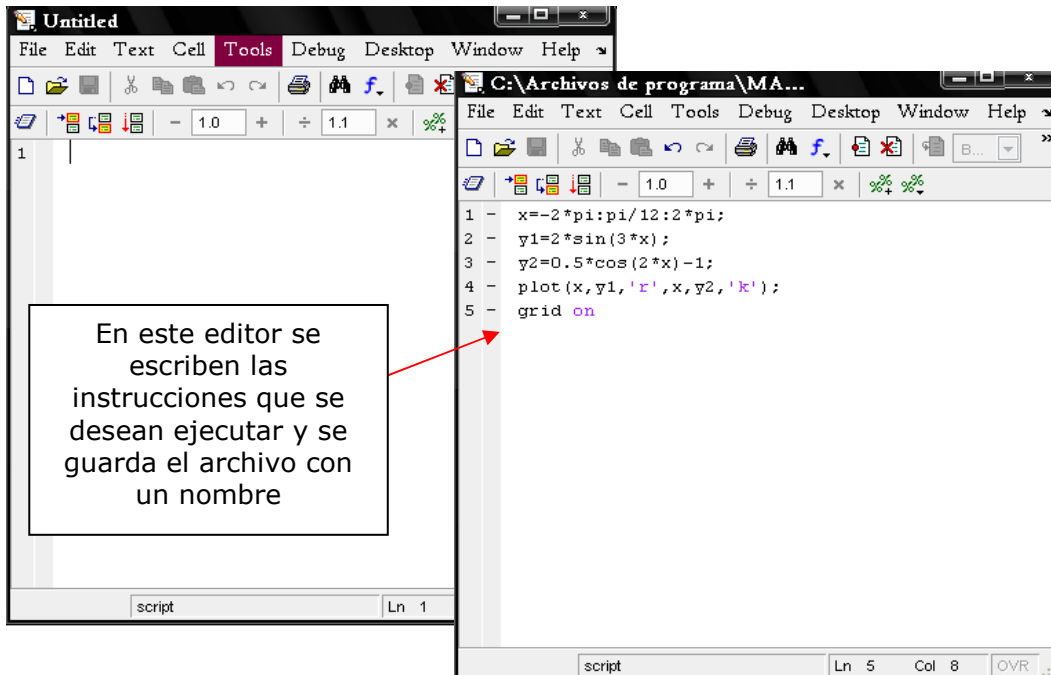 Untitled
File Edit Text Cell Tools Debug Desktop Window Help
1.0 1.1
1
En este editor se
escriben las
instrucciones que se
desean ejecutar y se
guarda el archivo con
un nombre
script Ln 1
C:\Archivos de programa\MA...
File Edit Text Cell Tools Debug Desktop Window Help
B...
- 1.0 + ÷ 1.1 ×
1 - x=-2*pi:pi/12:2*pi;
2 - y1=2*sin(3*x);
3 - y2=0.5*cos(2*x)-1;
4 - plot(x,y1,'r',x,y2,'k');
5 - grid on
script Ln 5 Col 8 OVR